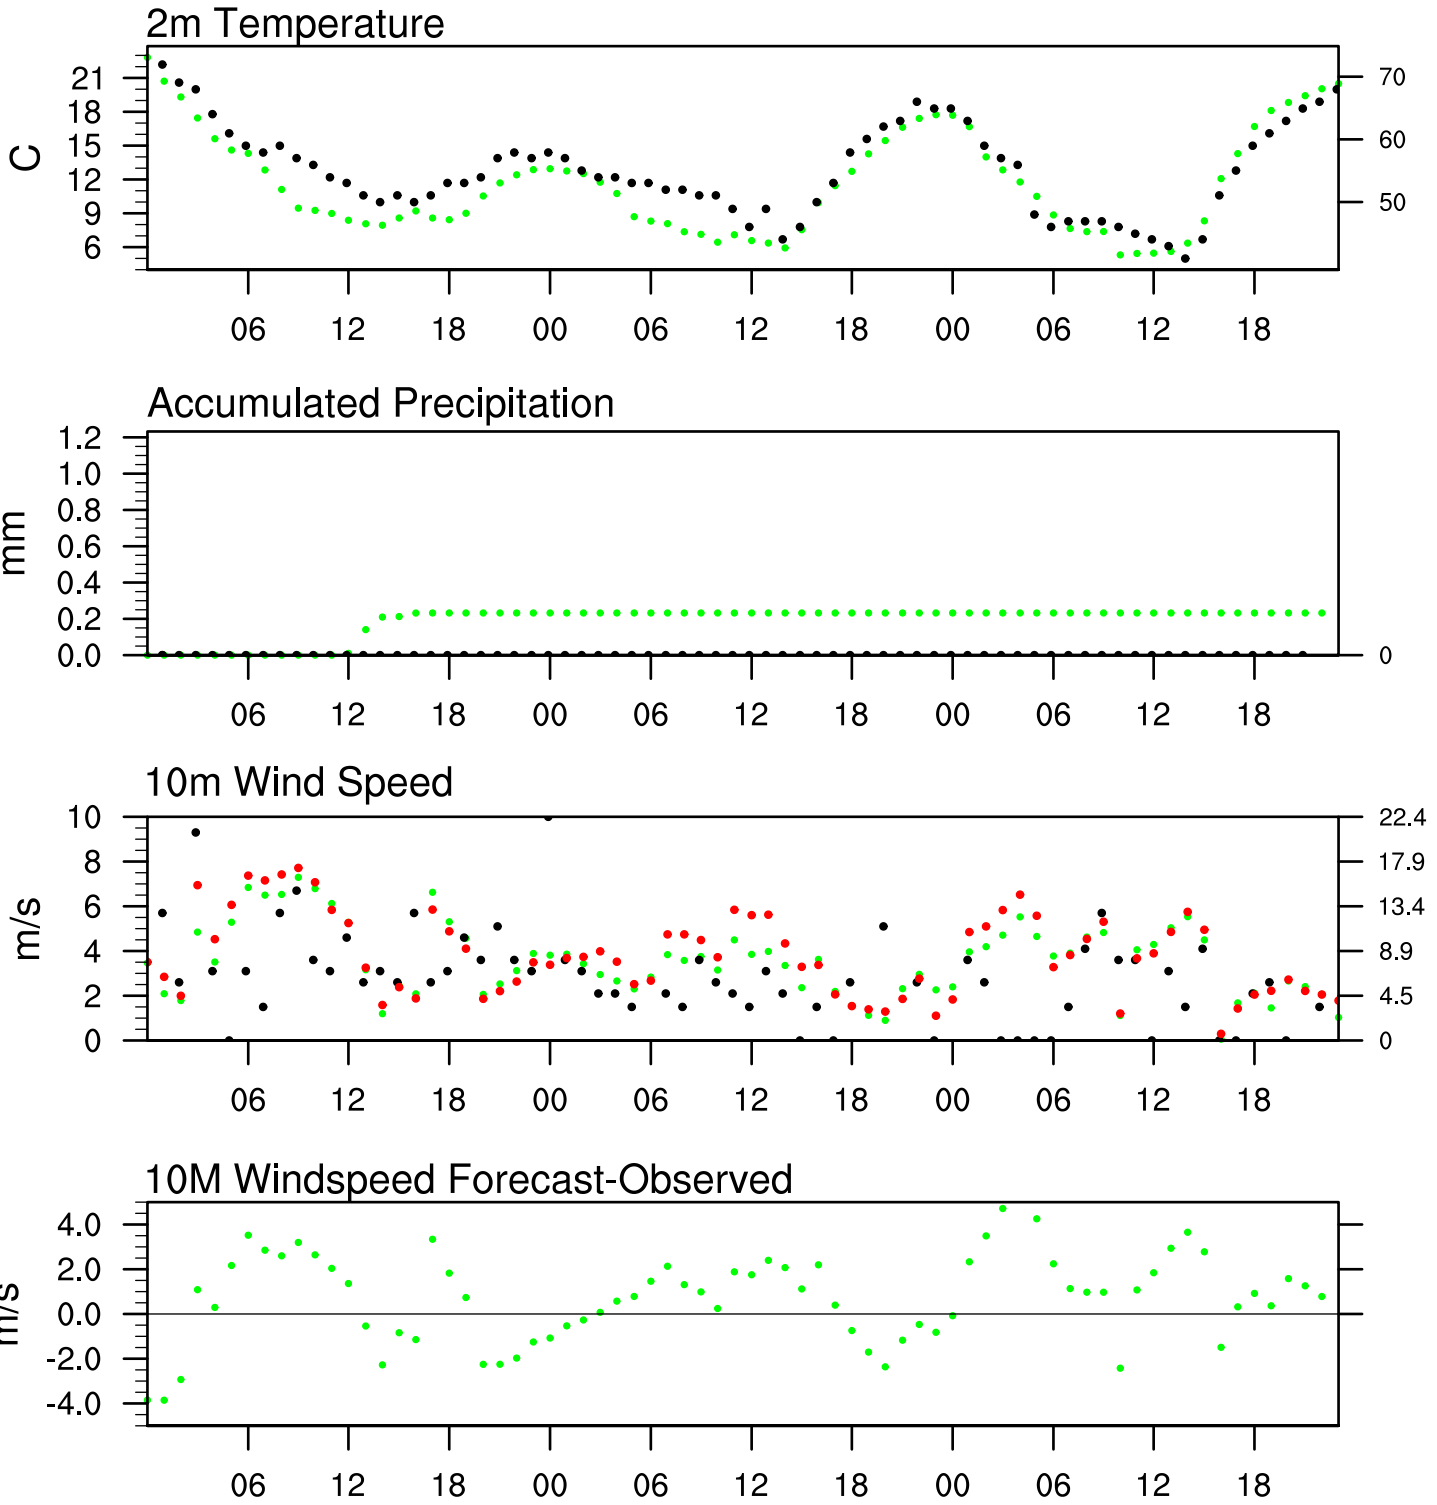 2m Temperature
21 70
18
15 60
C
12
9 50
6
06 12 18 00 06 12 18 00 06 12 18
Accumulated Precipitation
1.2
1.0
0.8
mm
0.6
0.4
0.2
0.0 0
06 12 18 00 06 12 18 00 06 12 18
10m Wind Speed
10 22.4
8 17.9
6 13.4
m/s
4 8.9
2 4.5
0 0
06 12 18 00 06 12 18 00 06 12 18
10M Windspeed Forecast-Observed
4.0
2.0
0.0
m/s
-2.0
-4.0
06 12 18 00 06 12 18 00 06 12 18